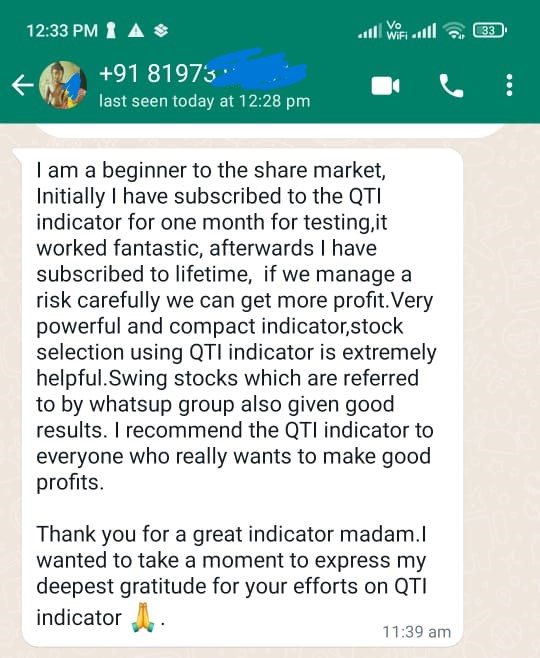 12:33 PM
Vo
WiFi
33
+91 81973
last seen today at 12:28 pm
I am a beginner to the share market,
Initially I have subscribed to the QTI
indicator for one month for testing,it
worked fantastic, afterwards I have
subscribed to lifetime,  if we manage a
risk carefully we can get more profit.Very
powerful and compact indicator,stock
selection using QTI indicator is extremely
helpful.Swing stocks which are referred
to by whatsup group also given good
results. I recommend the QTI indicator to
everyone who really wants to make good
profits.
Thank you for a great indicator madam.I
wanted to take a moment to express my
deepest gratitude for your efforts on QTI
indicator 🙏 .
11:39 am